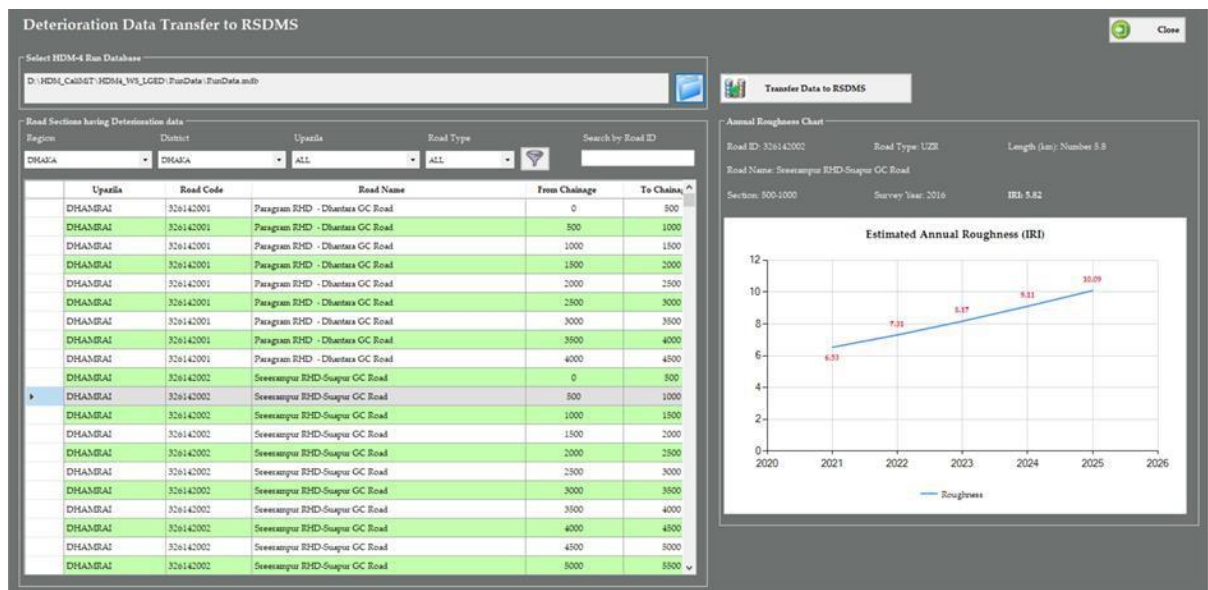 Deterioration Data Transfer to RSDMS
Close
Select HDM-4 Run Database
D:\HDM_CaliMIT\HDM4_WS_LGED\RunData\RunData.mdb
Transfer Data to RSDMS
Road Sections having Deterioration data
Region District Upazila Road Type Search by Road ID
DHAKA DHAKA ALL ALL
Upazila Road Code Road Name From Chainage To Chaina
DHAMRAI 326142001 Paragram RHD - Dhantara GC Road 0 500
DHAMRAI 326142001 Paragram RHD - Dhantara GC Road 500 1000
DHAMRAI 326142001 Paragram RHD - Dhantara GC Road 1000 1500
DHAMRAI 326142001 Paragram RHD - Dhantara GC Road 1500 2000
DHAMRAI 326142001 Paragram RHD - Dhantara GC Road 2000 2500
DHAMRAI 326142001 Paragram RHD - Dhantara GC Road 2500 3000
DHAMRAI 326142001 Paragram RHD - Dhantara GC Road 3000 3500
DHAMRAI 326142001 Paragram RHD - Dhantara GC Road 3500 4000
DHAMRAI 326142001 Paragram RHD - Dhantara GC Road 4000 4500
DHAMRAI 326142002 Sreerampur RHD-Suapur GC Road 0 500
DHAMRAI 326142002 Sreerampur RHD-Suapur GC Road 500 1000
DHAMRAI 326142002 Sreerampur RHD-Suapur GC Road 1000 1500
DHAMRAI 326142002 Sreerampur RHD-Suapur GC Road 1500 2000
DHAMRAI 326142002 Sreerampur RHD-Suapur GC Road 2000 2500
DHAMRAI 326142002 Sreerampur RHD-Suapur GC Road 2500 3000
DHAMRAI 326142002 Sreerampur RHD-Suapur GC Road 3000 3500
DHAMRAI 326142002 Sreerampur RHD-Suapur GC Road 3500 4000
DHAMRAI 326142002 Sreerampur RHD-Suapur GC Road 4000 4500
DHAMRAI 326142002 Sreerampur RHD-Suapur GC Road 4500 5000
DHAMRAI 326142002 Sreerampur RHD-Suapur GC Road 5000 5500
Annual Roughness Chart
Road ID: 326142002 Road Type: UZR Length (km): Number 5.8
Road Name: Sreerampur RHD-Suapur GC Road
Section: 500-1000 Survey Year: 2016 IRI: 5.82
Estimated Annual Roughness (IRI)
12
10
8
6
4
2
0
10.09
9.11
8.17
7.31
6.53
2020 2021 2022 2023 2024 2025 2026
Roughness